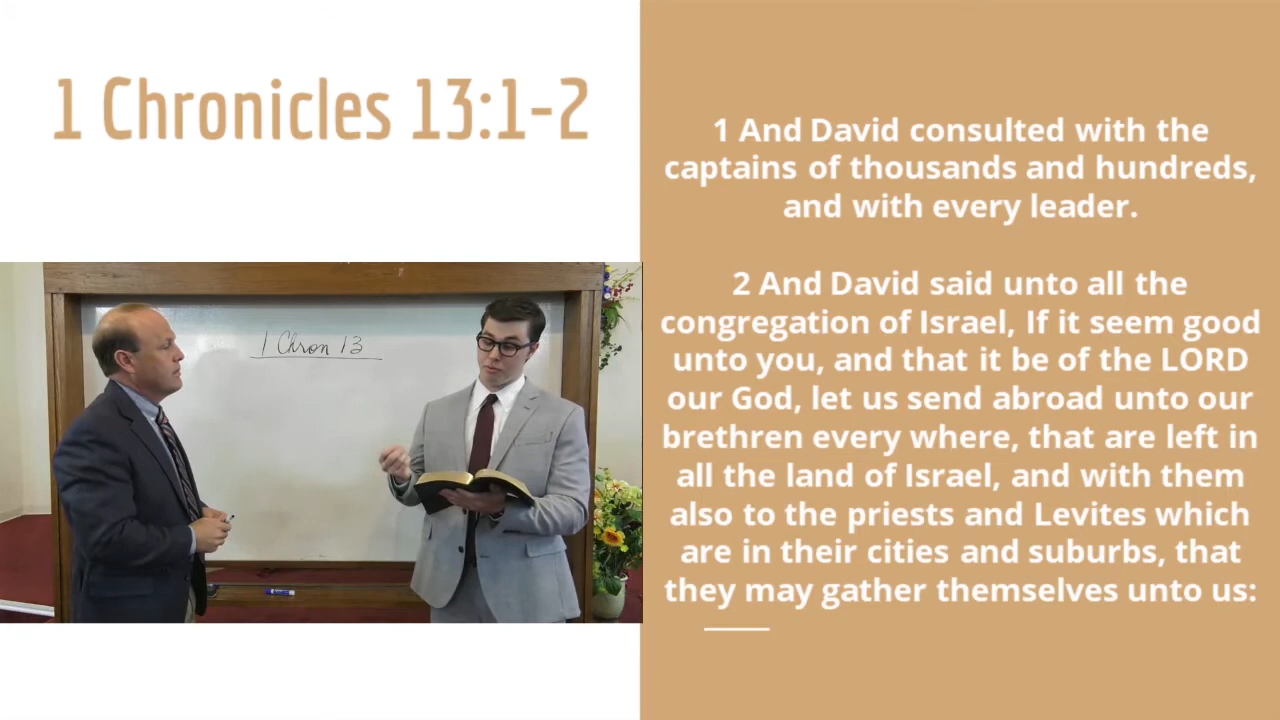 1 Chronicles 13:1-2
1 Chron 13
1 And David consulted with the
captains of thousands and hundreds,
and with every leader.
2 And David said unto all the
congregation of Israel, If it seem good
unto you, and that it be of the LORD
our God, let us send abroad unto our
brethren every where, that are left in
all the land of Israel, and with them
also to the priests and Levites which
are in their cities and suburbs, that
they may gather themselves unto us: